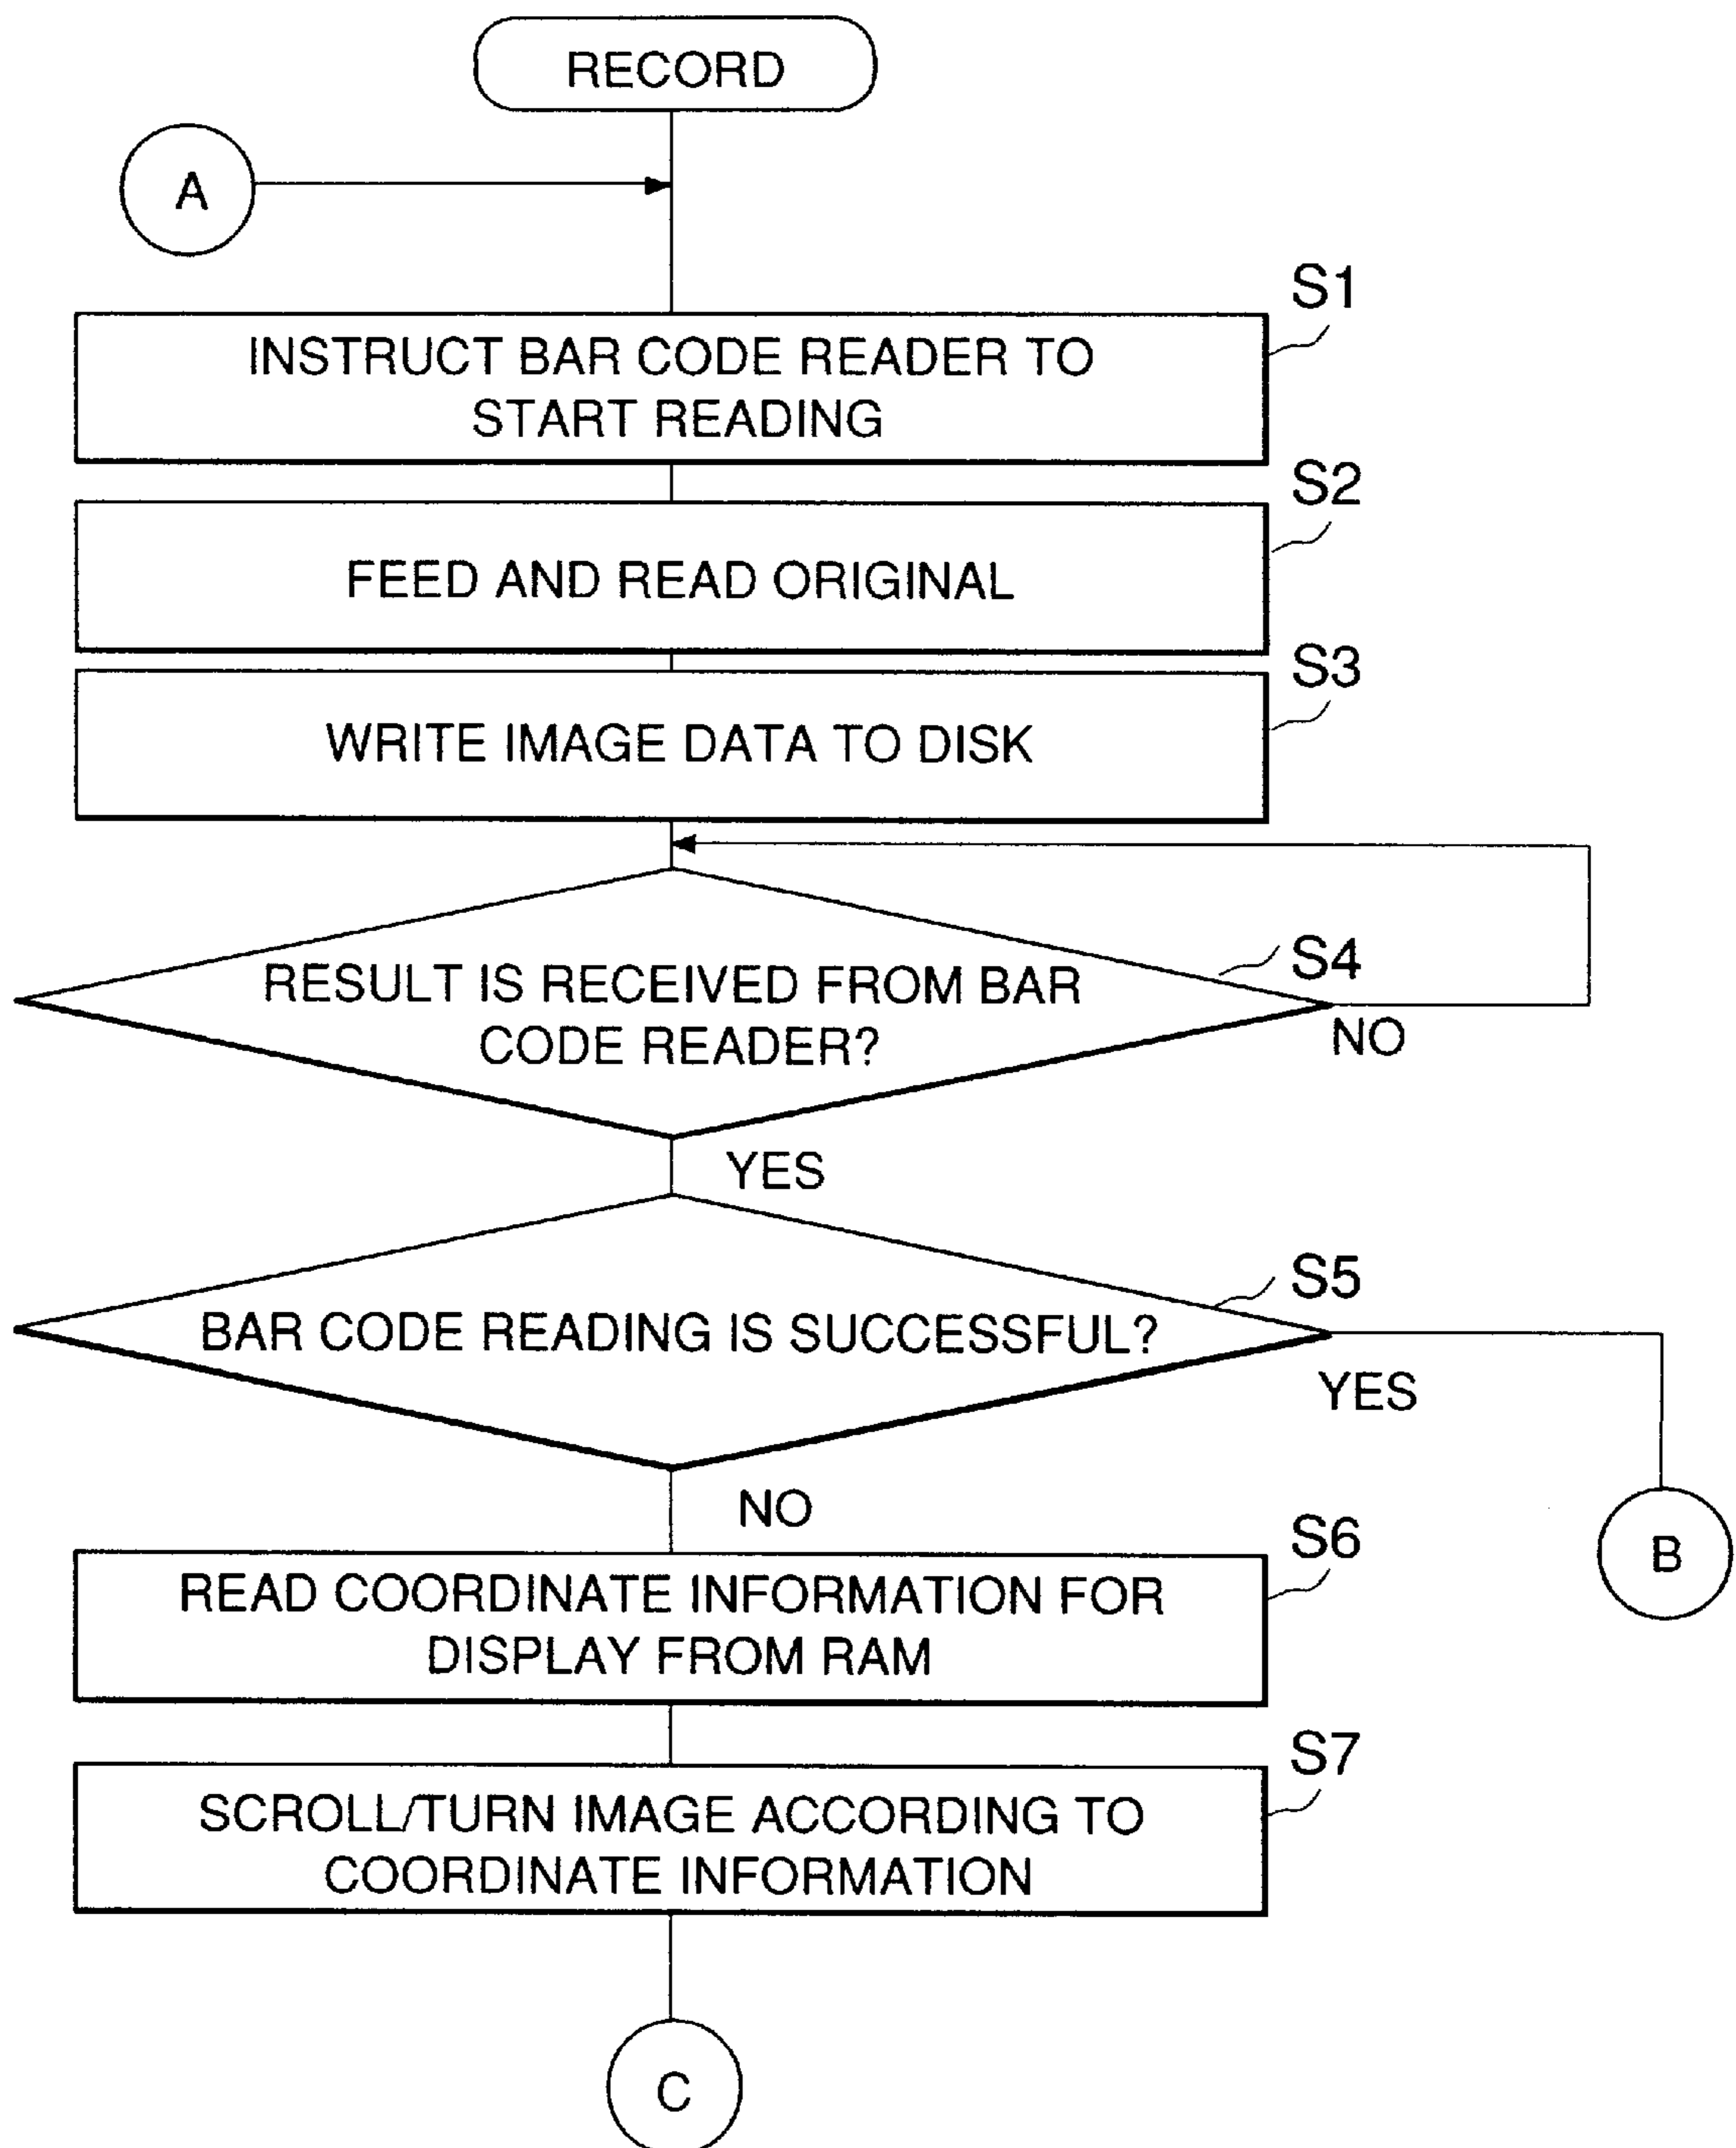 RECORD
A
S1
INSTRUCT BAR CODE READER TO
START READING
S2
FEED AND READ ORIGINAL
S3
WRITE IMAGE DATA TO DISK
S4
RESULT IS RECEIVED FROM BAR
CODE READER?
NO
YES
S5
BAR CODE READING IS SUCCESSFUL?
YES
NO
B
S6
READ COORDINATE INFORMATION FOR
DISPLAY FROM RAM
S7
SCROLL/TURN IMAGE ACCORDING TO
COORDINATE INFORMATION
C